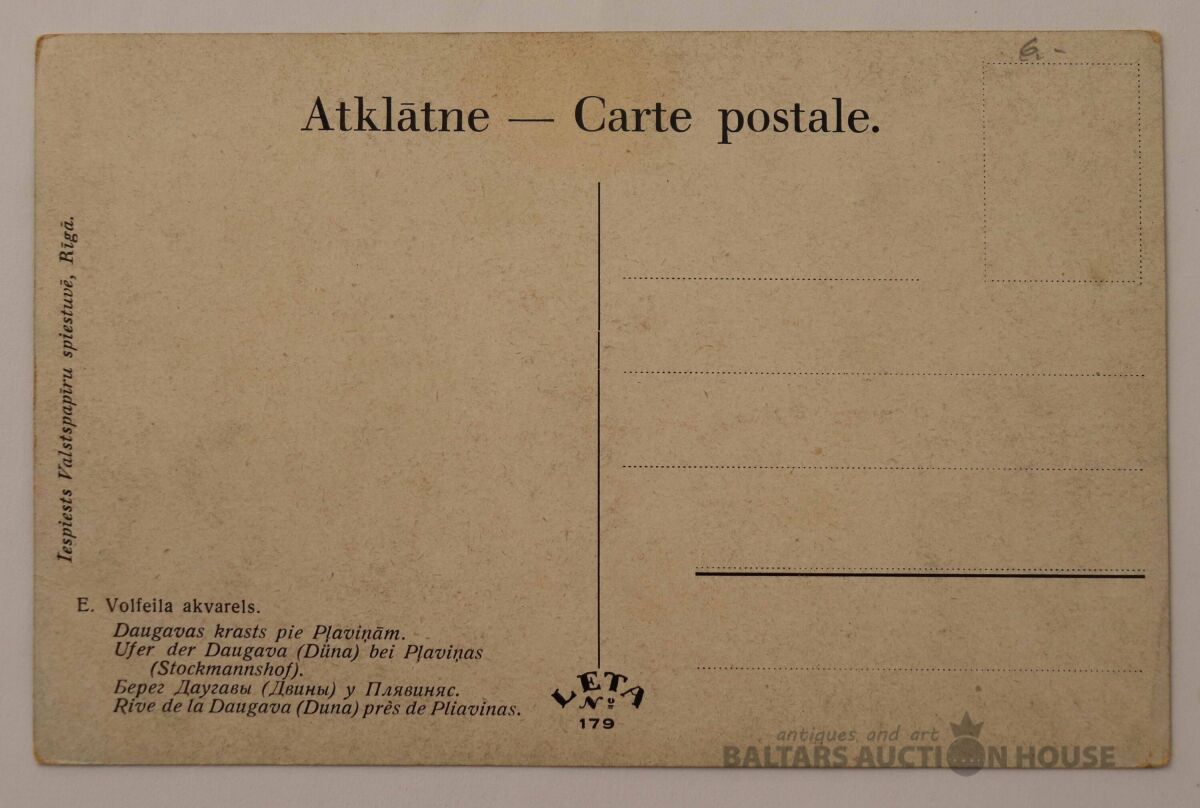 6.-
Atklātne — Carte postale.
Iespiests Valstspapīru spiestuvē, Rīgā.
E. Volfeila akvarels.
Daugavas krasts pie Pļaviņām.
Ufer der Daugava (Düna) bei Pļaviņas
(Stockmannshof).
Берег Даугавы (Двины) у Плявиняс.
Rive de la Daugava (Duna) près de Pliavinas.
LETA
№
179
antiques and art
BALTARS AUCTION HOUSE